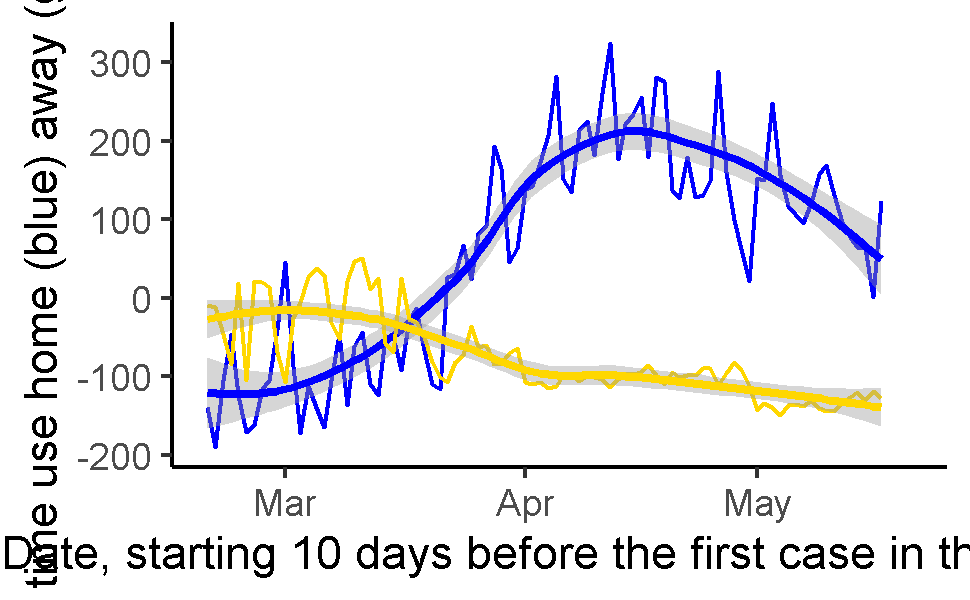 time use home (blue) away (
300
200
100
0
-100
-200
Mar Apr May
Date, starting 10 days before the first case in th